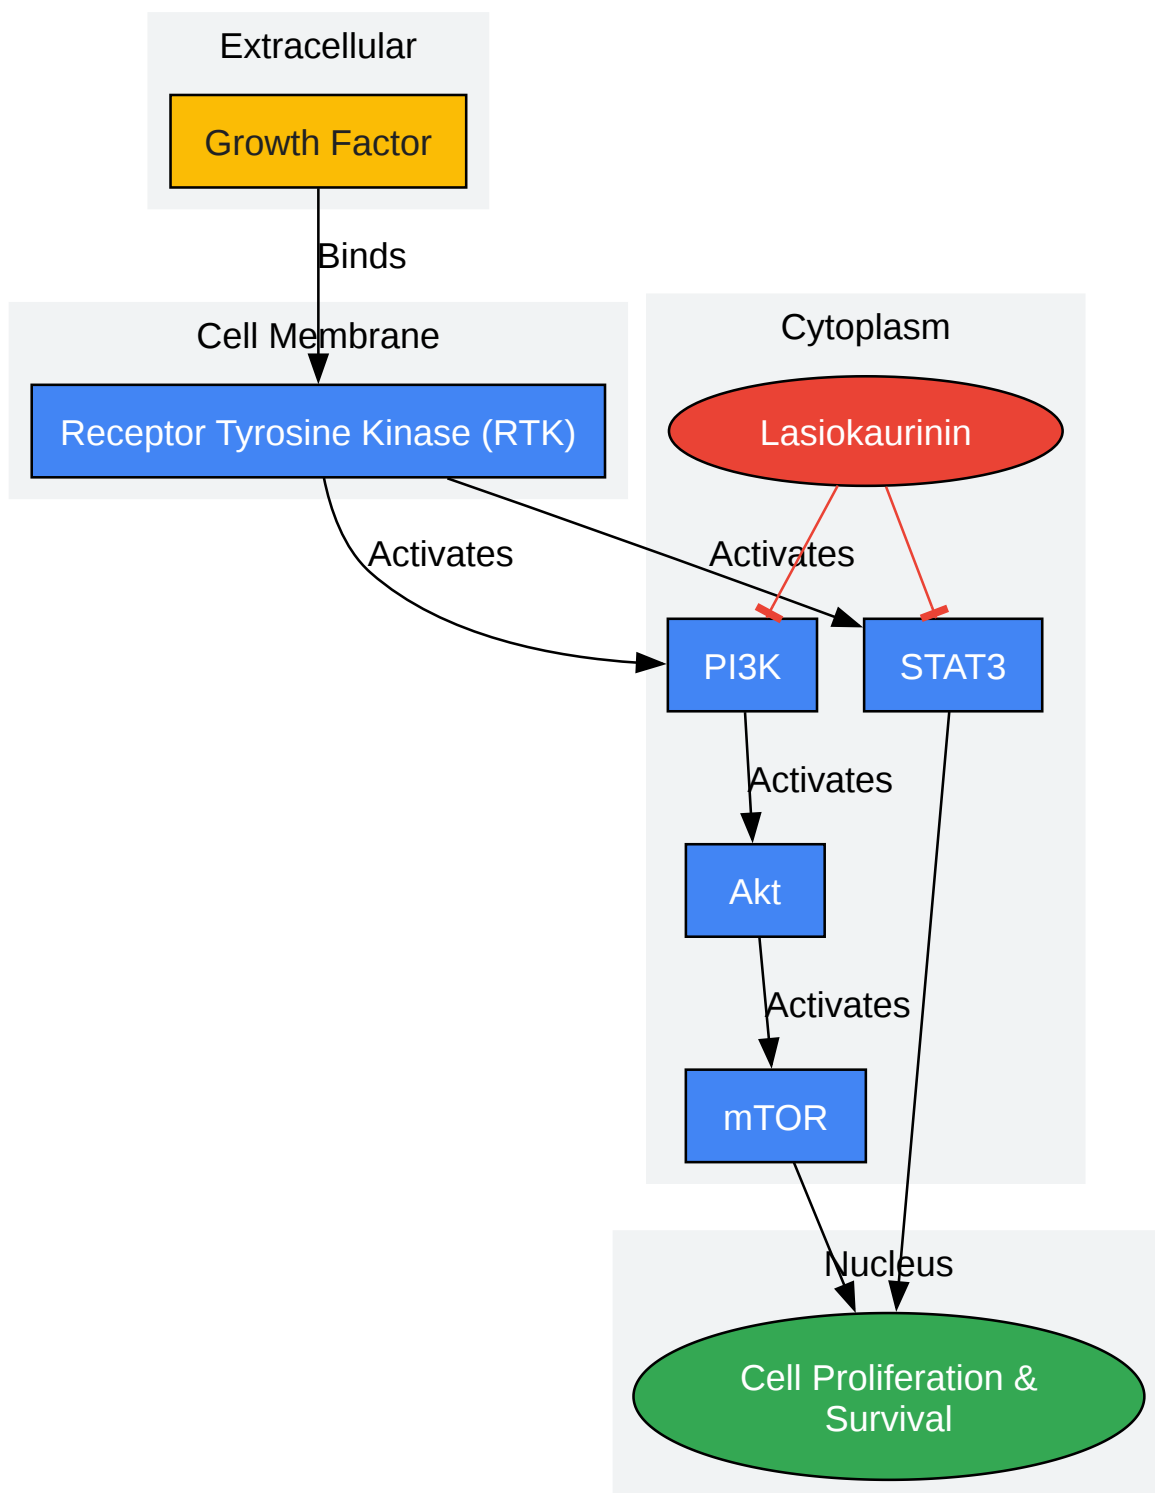 Extracellular
Growth Factor
Binds
Cell Membrane
Receptor Tyrosine Kinase (RTK)
Cytoplasm
Lasiokaurinin
Activates
Activates
PI3K
STAT3
Activates
Akt
Activates
mTOR
Nucleus
Cell Proliferation &
Survival